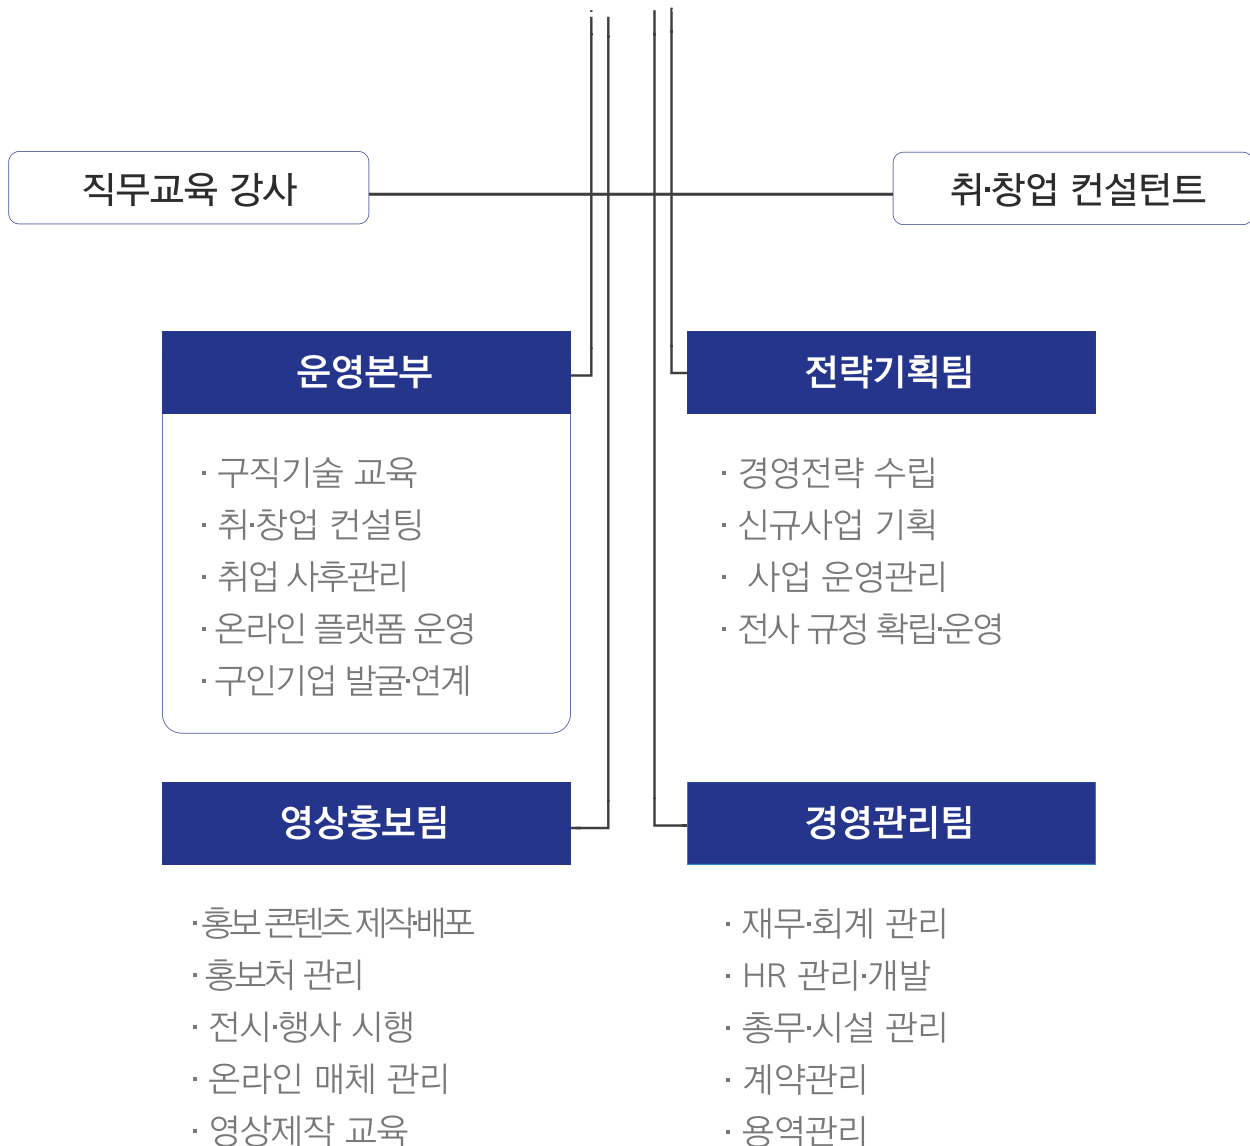 직무교육 강사
취·창업 컨설턴트
운영본부
· 구직기술 교육
· 취·창업 컨설팅
· 취업 사후관리
· 온라인 플랫폼 운영
· 구인기업 발굴·연계
전략기획팀
· 경영전략 수립
· 신규사업 기획
· 사업 운영관리
· 전사 규정 확립·운영
영상홍보팀
· 홍보 콘텐츠 제작·배포
· 홍보처 관리
· 전시·행사 시행
· 온라인 매체 관리
· 영상제작 교육
경영관리팀
· 재무·회계 관리
· HR 관리·개발
· 총무·시설 관리
· 계약관리
· 용역관리